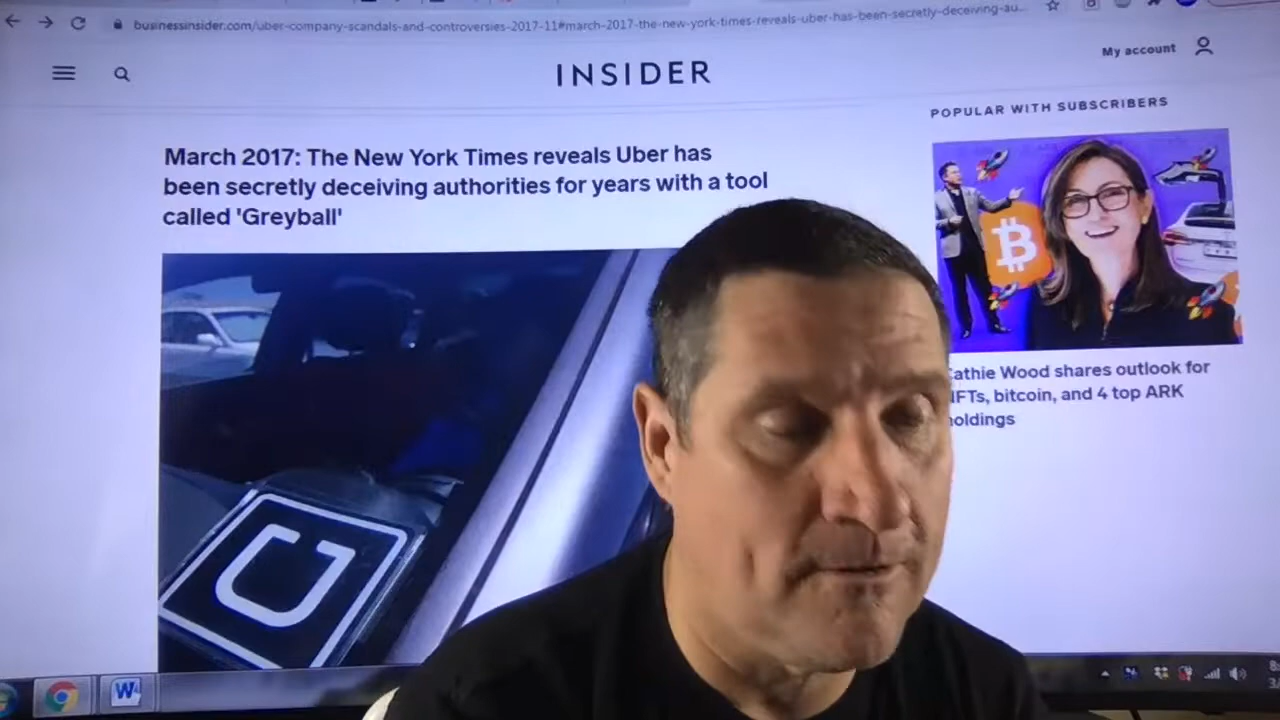 businessinsider.com/uber-company-scandals-and-controversies-2017-11#march-2017-the-new-york-times-reveals-uber-has-been-secretly-deceiving-au...
My account
INSIDER
POPULAR WITH SUBSCRIBERS
March 2017: The New York Times reveals Uber has
been secretly deceiving authorities for years with a tool
called 'Greyball'
athie Wood shares outlook for
FTs, bitcoin, and 4 top ARK
oldings